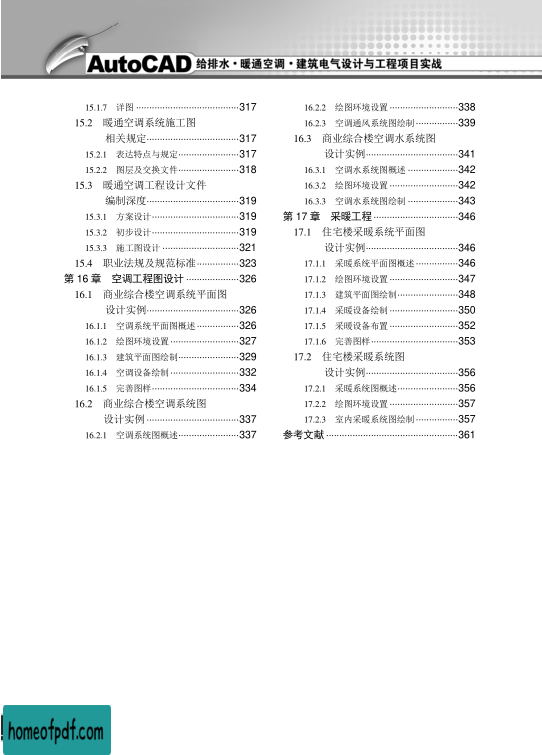 AutoCAD 给排水·暖通空调·建筑电气设计与工程项目实战
15.1.7 详图 317
15.2 暖通空调系统施工图
相关规定 317
15.2.1 表达特点与规定 317
15.2.2 图层及交换文件 318
15.3 暖通空调工程设计文件
编制深度 319
15.3.1 方案设计 319
15.3.2 初步设计 319
15.3.3 施工图设计 321
15.4 职业法规及规范标准 323
第 16 章 空调工程图设计 326
16.1 商业综合楼空调系统平面图
设计实例 326
16.1.1 空调系统平面图概述 326
16.1.2 绘图环境设置 327
16.1.3 建筑平面图绘制 329
16.1.4 空调设备绘制 332
16.1.5 完善图样 334
16.2 商业综合楼空调系统图
设计实例 337
16.2.1 空调系统图概述 337
16.2.2 绘图环境设置 338
16.2.3 空调通风系统图绘制 339
16.3 商业综合楼空调水系统图
设计实例 341
16.3.1 空调水系统图概述 342
16.3.2 绘图环境设置 342
16.3.3 空调水系统图绘制 343
第 17 章 采暖工程 346
17.1 住宅楼采暖系统平面图
设计实例 346
17.1.1 采暖系统平面图概述 346
17.1.2 绘图环境设置 347
17.1.3 建筑平面图绘制 348
17.1.4 采暖设备绘制 350
17.1.5 采暖设备布置 352
17.1.6 完善图样 353
17.2 住宅楼采暖系统图
设计实例 356
17.2.1 采暖系统图概述 356
17.2.2 绘图环境设置 357
17.2.3 室内采暖系统图绘制 357
参考文献 361
homeofpdf.com